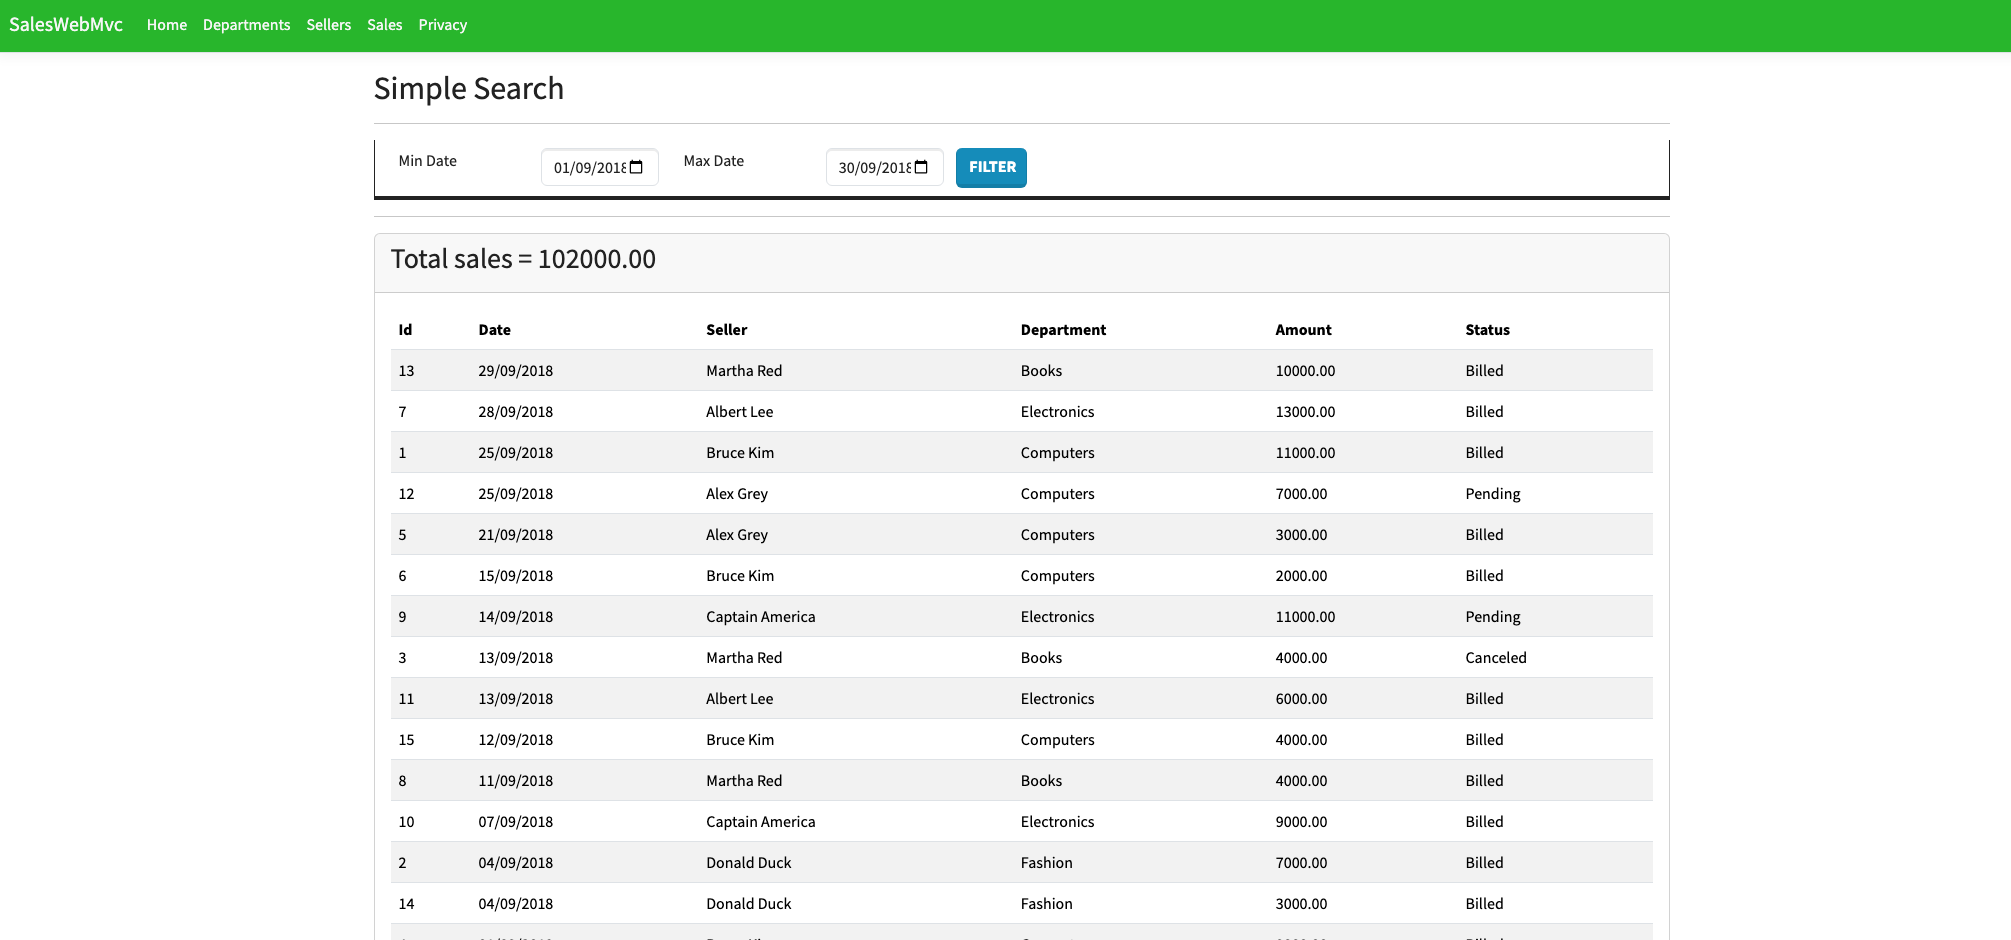 SalesWebMvc Home Departments Sellers Sales Privacy
Simple Search
Min Date 01/09/2018 Max Date 30/09/2018 FILTER
Total sales = 102000.00
Id Date Seller Department Amount Status
13 29/09/2018 Martha Red Books 10000.00 Billed
7 28/09/2018 Albert Lee Electronics 13000.00 Billed
1 25/09/2018 Bruce Kim Computers 11000.00 Billed
12 25/09/2018 Alex Grey Computers 7000.00 Pending
5 21/09/2018 Alex Grey Computers 3000.00 Billed
6 15/09/2018 Bruce Kim Computers 2000.00 Billed
9 14/09/2018 Captain America Electronics 11000.00 Pending
3 13/09/2018 Martha Red Books 4000.00 Canceled
11 13/09/2018 Albert Lee Electronics 6000.00 Billed
15 12/09/2018 Bruce Kim Computers 4000.00 Billed
8 11/09/2018 Martha Red Books 4000.00 Billed
10 07/09/2018 Captain America Electronics 9000.00 Billed
2 04/09/2018 Donald Duck Fashion 7000.00 Billed
14 04/09/2018 Donald Duck Fashion 3000.00 Billed